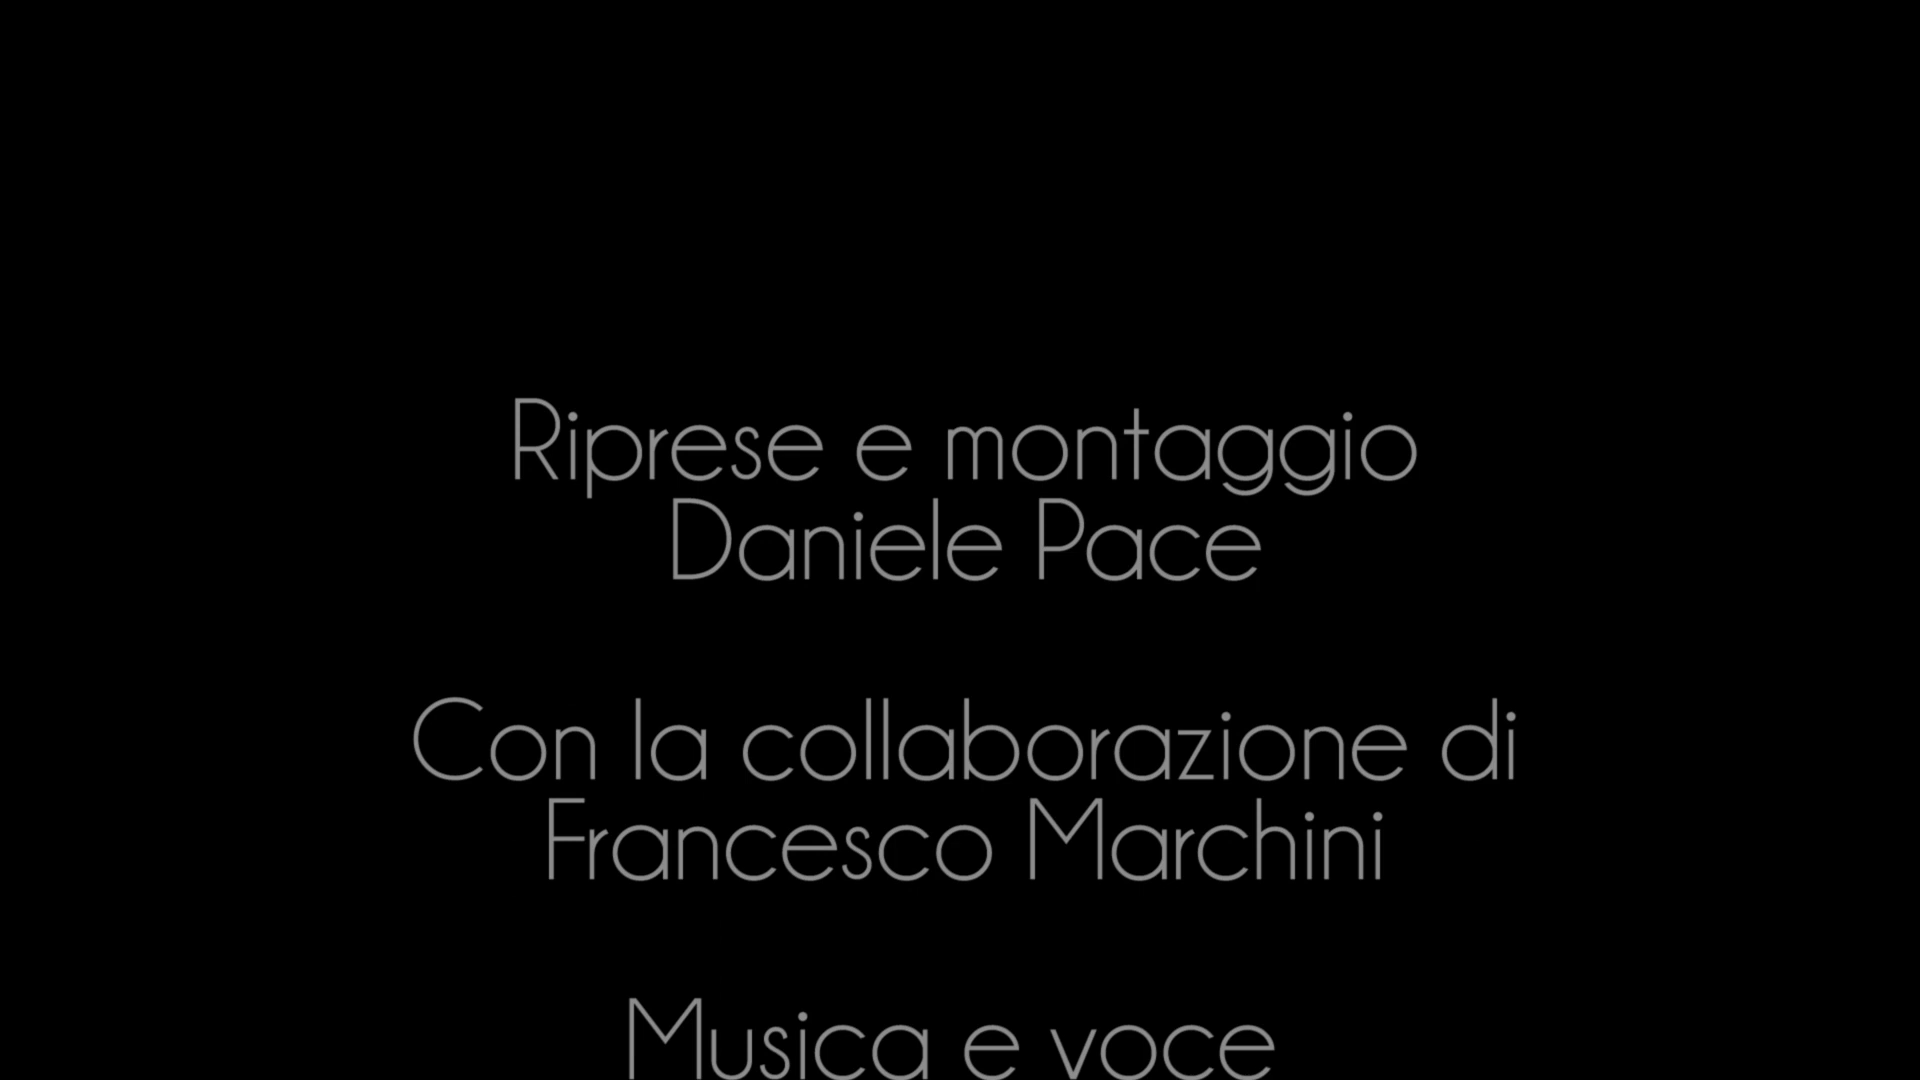 Riprese e montaggio
Daniele Pace
Con la collaborazione di
Francesco Marchini
Musica e voce